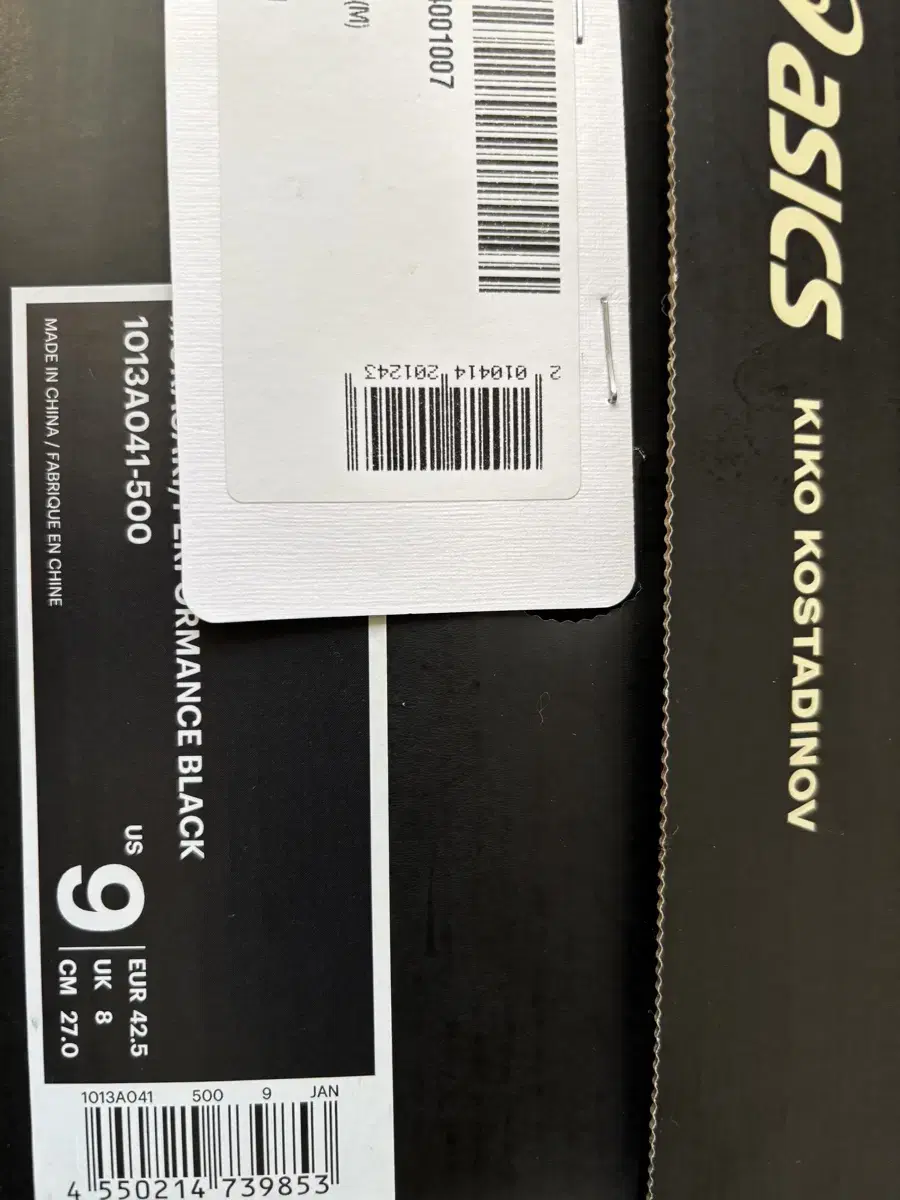 asics
KIKO KOSTADINOV
(M)
001007
2 010414 201243
PERFORMANCE BLACK
1013A041-500
MADE IN CHINA / FABRIQUE EN CHINE
US
9
EUR 42.5
UK 8
CM 27.0
1013A041 500 9 JAN
4 550214 739853